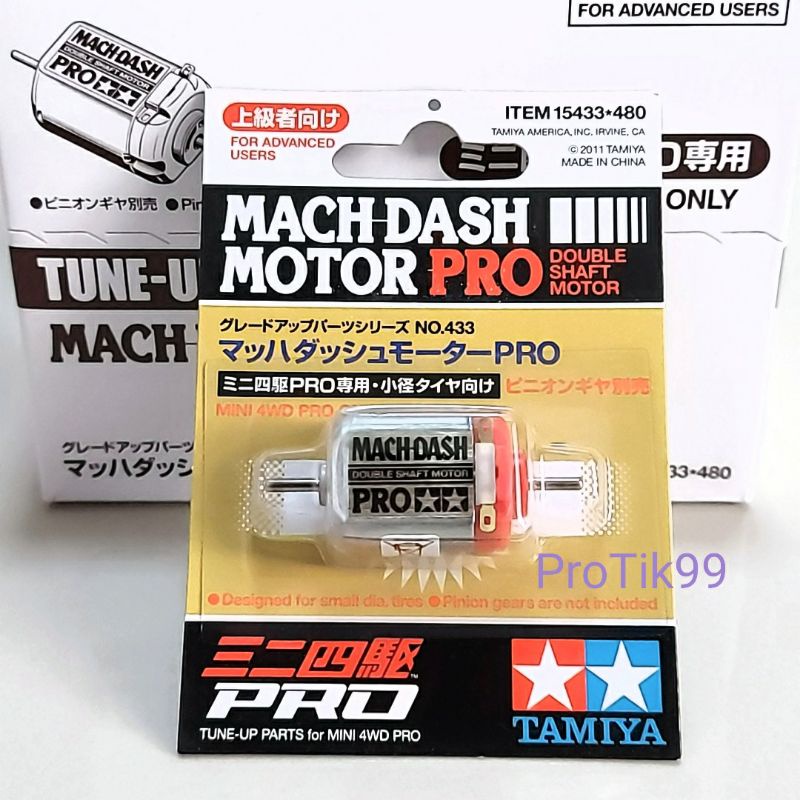 FOR ADVANCED USERS
MACH-DASH
PRO
●ピニオンギヤ別売 ●Pin
専用
ONLY
TUNE-U
MACH
グレードアップパーツシリーズ
マッハダッシュ
433★480
上級者向け
FOR ADVANCED
USERS
ITEM 15433★480
TAMIYA AMERICA, INC. IRVINE, CA
© 2011 TAMIYA
MADE IN CHINA
ミニ
MACH-DASH
MOTOR PRO DOUBLE
SHAFT
MOTOR
グレードアップパーツシリーズ NO.433
マッハダッシュモーターPRO
ミニ四駆PRO専用・小径タイヤ向け ピニオンギヤ別売
MINI 4WD PRO
MACH-DASH
DOUBLE SHAFT MOTOR
PRO
ProTik99
●Designed for small dia. tires ●Pinion gears are not included
ミニ四駆™
PRO
TUNE-UP PARTS for MINI 4WD PRO
TAMIYA